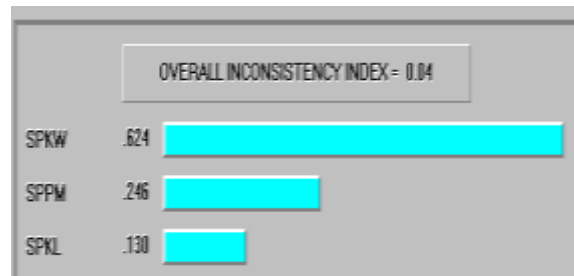 OVERALL INCONSISTENCY INDEX = 0.04
SPKW .624
SPPM .246
SPKL .130